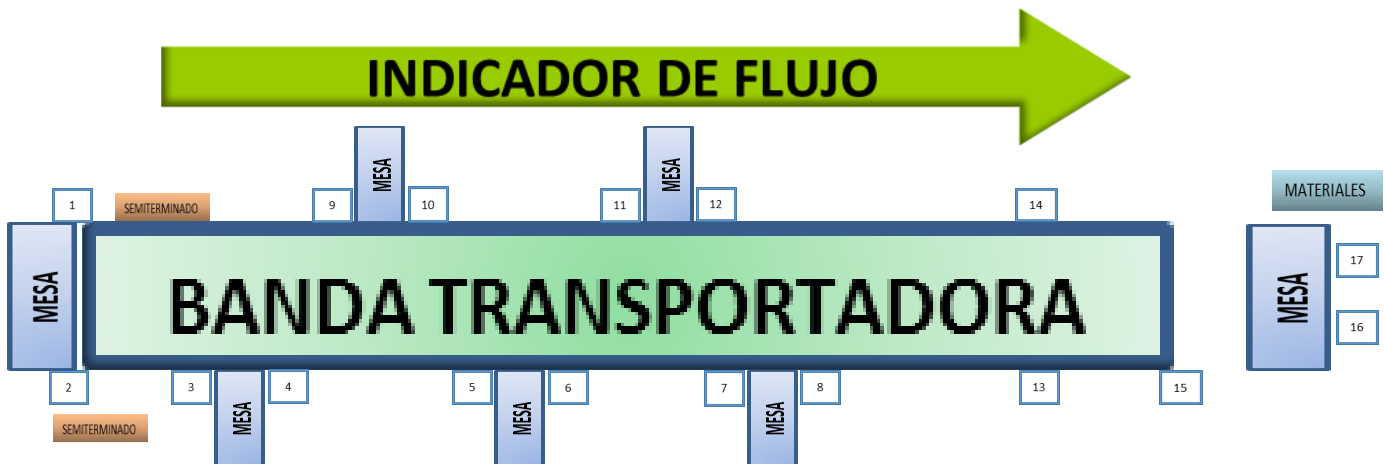 INDICADOR DE FLUJO
MESA
MESA
MATERIALES
1
SEMITERMINADO
9
10
11
12
14
MESA
BANDA TRANSPORTADORA
MESA
17
16
2
3
4
5
6
7
8
13
15
SEMITERMINADO
MESA
MESA
MESA